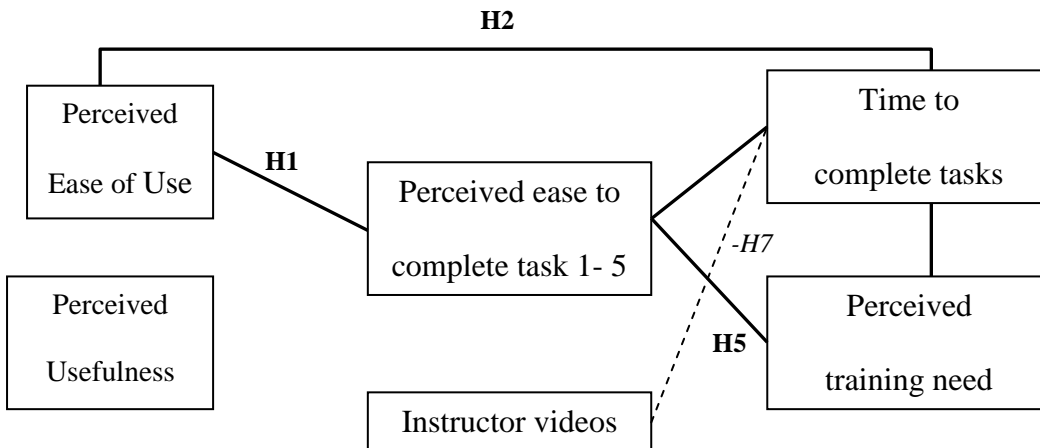 H2
Perceived
Ease of Use
H1
Perceived ease to
complete task 1- 5
Time to
complete tasks
-H7
H5
Perceived
training need
Perceived
Usefulness
Instructor videos